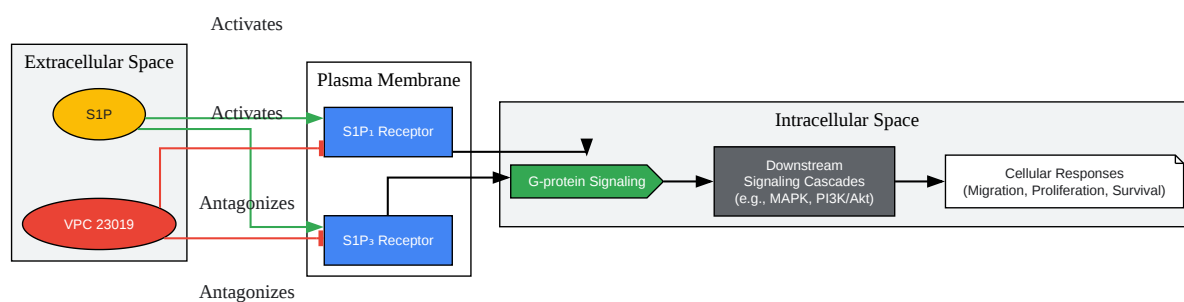 Activates
Extracellular Space
S1P
VPC 23019
Activates
Antagonizes
Antagonizes
Plasma Membrane
S1P₁ Receptor
S1P₃ Receptor
Intracellular Space
G-protein Signaling
Downstream
Signaling Cascades
(e.g., MAPK, PI3K/Akt)
Cellular Responses
(Migration, Proliferation, Survival)